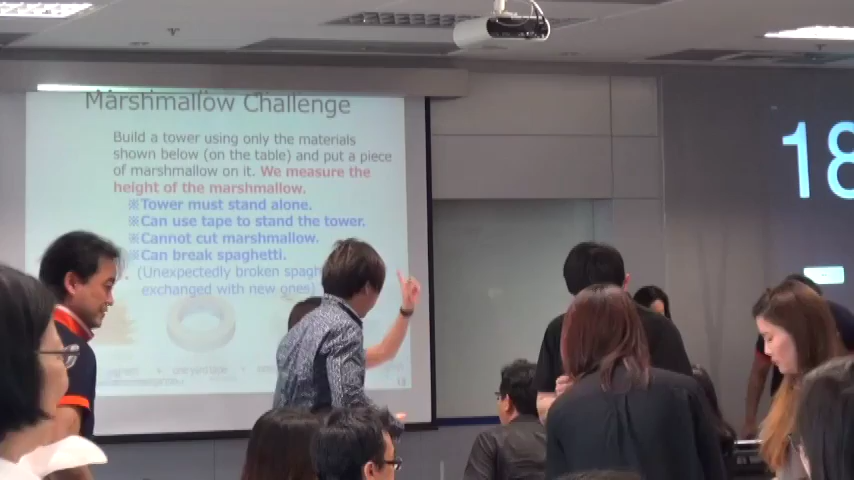 Marshmallow Challenge
Build a tower using only the materials
shown below (on the table) and put a piece
of marshmallow on it. We measure the
height of the marshmallow.
※Tower must stand alone.
※Can use tape to stand the tower.
※Cannot cut marshmallow.
※Can break spaghetti.
(Unexpectedly broken spagh
exchanged with new ones)
18
18